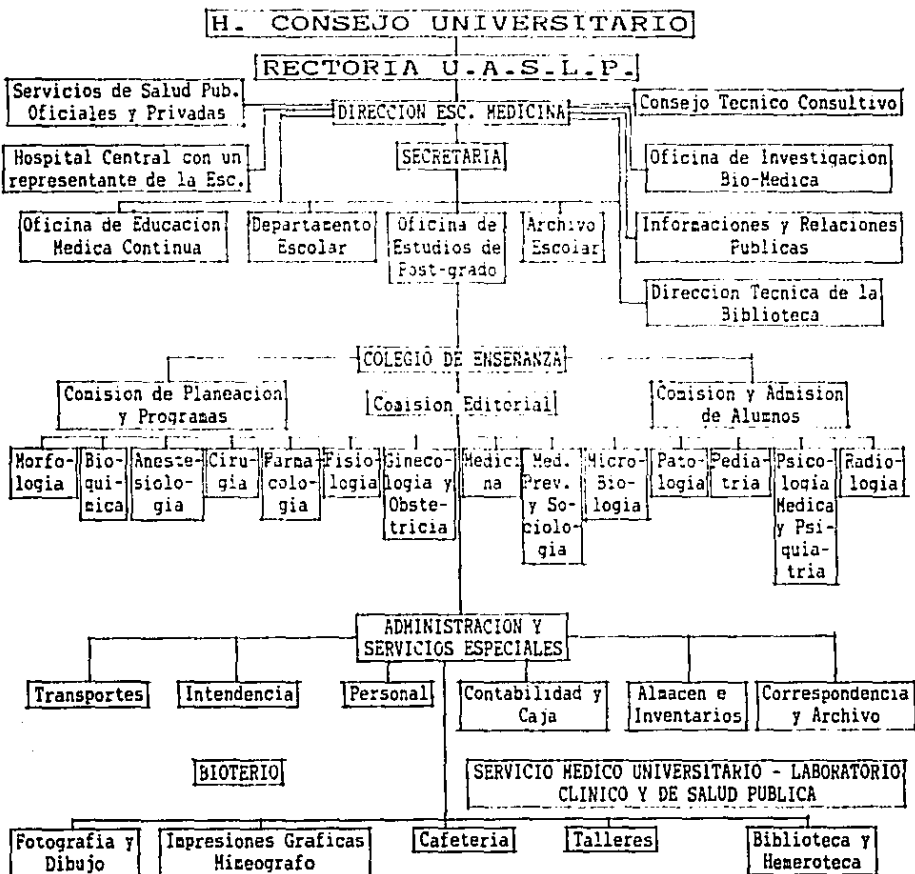 H. CONSEJO UNIVERSITARIO
RECTORIA U.A.S.L.P.
Servicios de Salud Pub.
Oficiales y Privadas
DIRECCION ESC. MEDICINA
Consejo Tecnico Consultivo
Hospital Central con un
representante de la Esc.
SECRETARIA
Oficina de Investigacion
Bio-Medica
Oficina de Educacion
Medica Continua
Departamento
Escolar
Oficina de
Estudios de
Post-grado
Archivo
Escolar
Informaciones y Relaciones
Publicas
Direccion Tecnica de la
Biblioteca
COLEGIO DE ENSERANZA
Comision de Planeacion
y Programas
Comision Editorial
Comision y Admision
de Alumnos
Morfo-
logia
Bio-
qui-
mica
Aneste-
siolo-
gia
Ciru-
gia
Farma-
colo-
gia
Fisio-
logia
Gineco-
logia y
Obste-
tricia
Medici
na
Med.
Prev.
y So-
ciolo-
gia
Micro-
Bio-
logia
Pato-
logia
Pedia-
tria
Psico-
logia
Medica
y Psi-
quia-
tria
Radio-
logia
ADMINISTRACION Y
SERVICIOS ESPECIALES
Transportes
Intendencia
Personal
Contabilidad y
Caja
Almacen e
Inventarios
Correspondencia
y Archivo
BIOTERIO
SERVICIO MEDICO UNIVERSITARIO - LABORATORIO
CLINICO Y DE SALUD PUBLICA
Fotografia y
Dibujo
Impresiones Graficas
Mimeografo
Cafeteria
Talleres
Biblioteca y
Hemeroteca